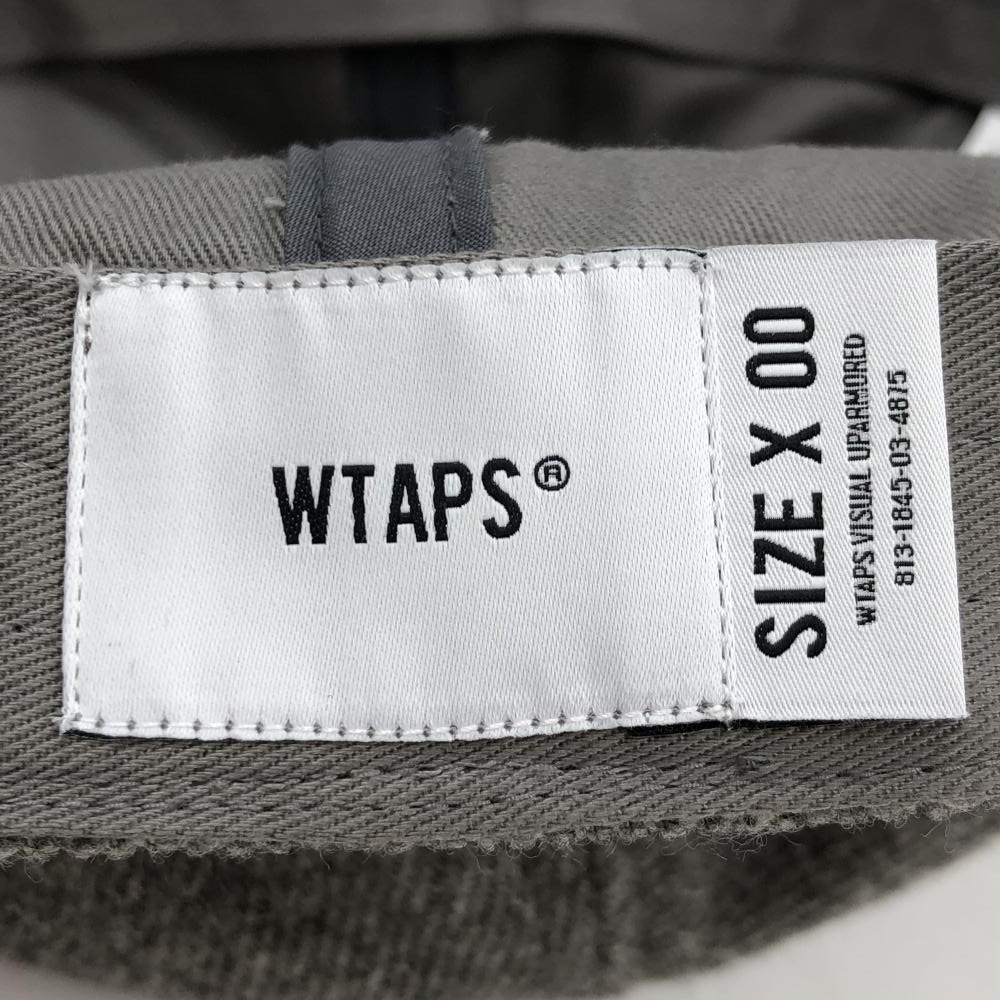 WTAPS®
SIZE X 00
WTAPS VISUAL UPARMORED
813-1845-03-4875